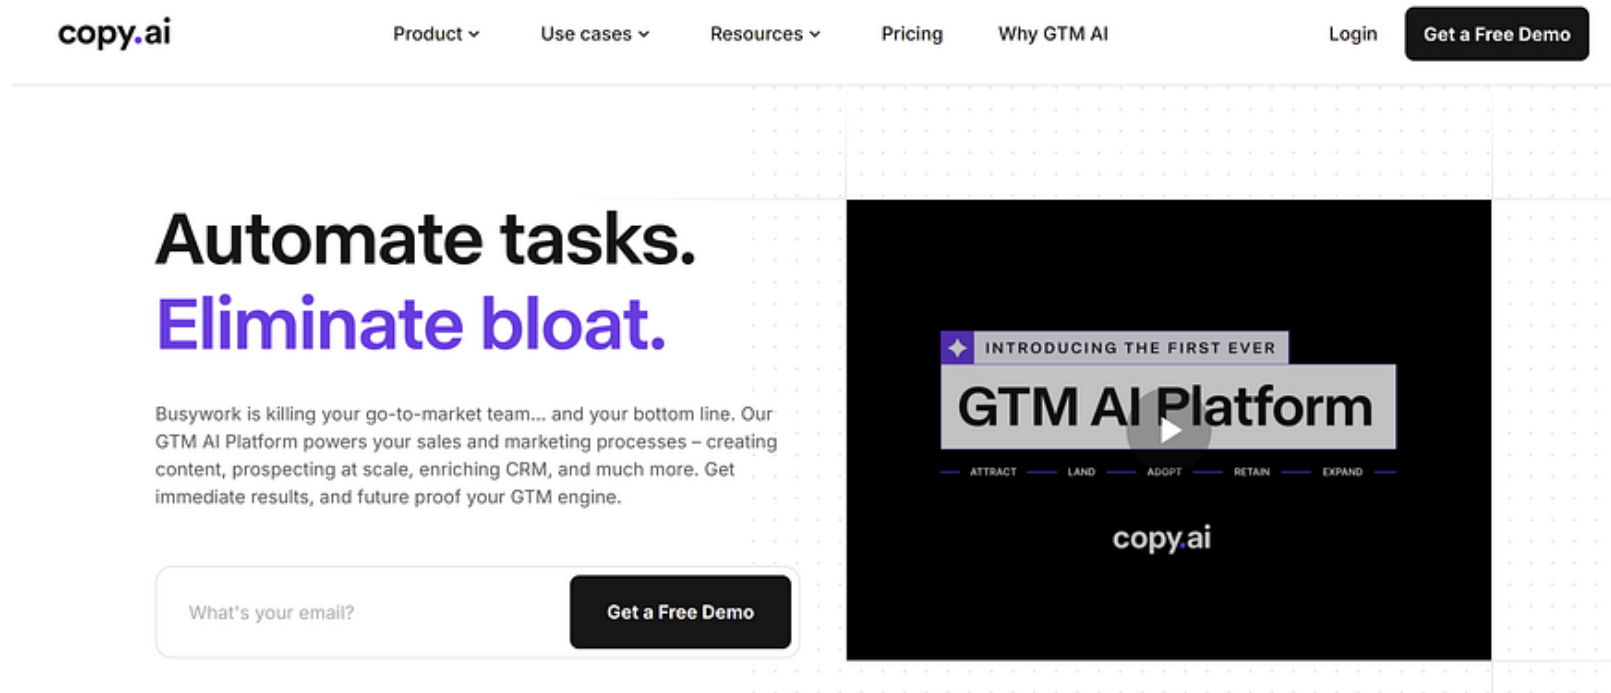 copy.ai
Product
Use cases
Resources
Pricing
Why GTM AI
Login
Get a Free Demo
Automate tasks.
Eliminate bloat.
Busywork is killing your go-to-market team... and your bottom line. Our
GTM AI Platform powers your sales and marketing processes – creating
content, prospecting at scale, enriching CRM, and much more. Get
immediate results, and future proof your GTM engine.
What's your email?
Get a Free Demo
INTRODUCING THE FIRST EVER
GTM AI Platform
ATTRACT LAND ADOPT RETAIN EXPAND
copy.ai